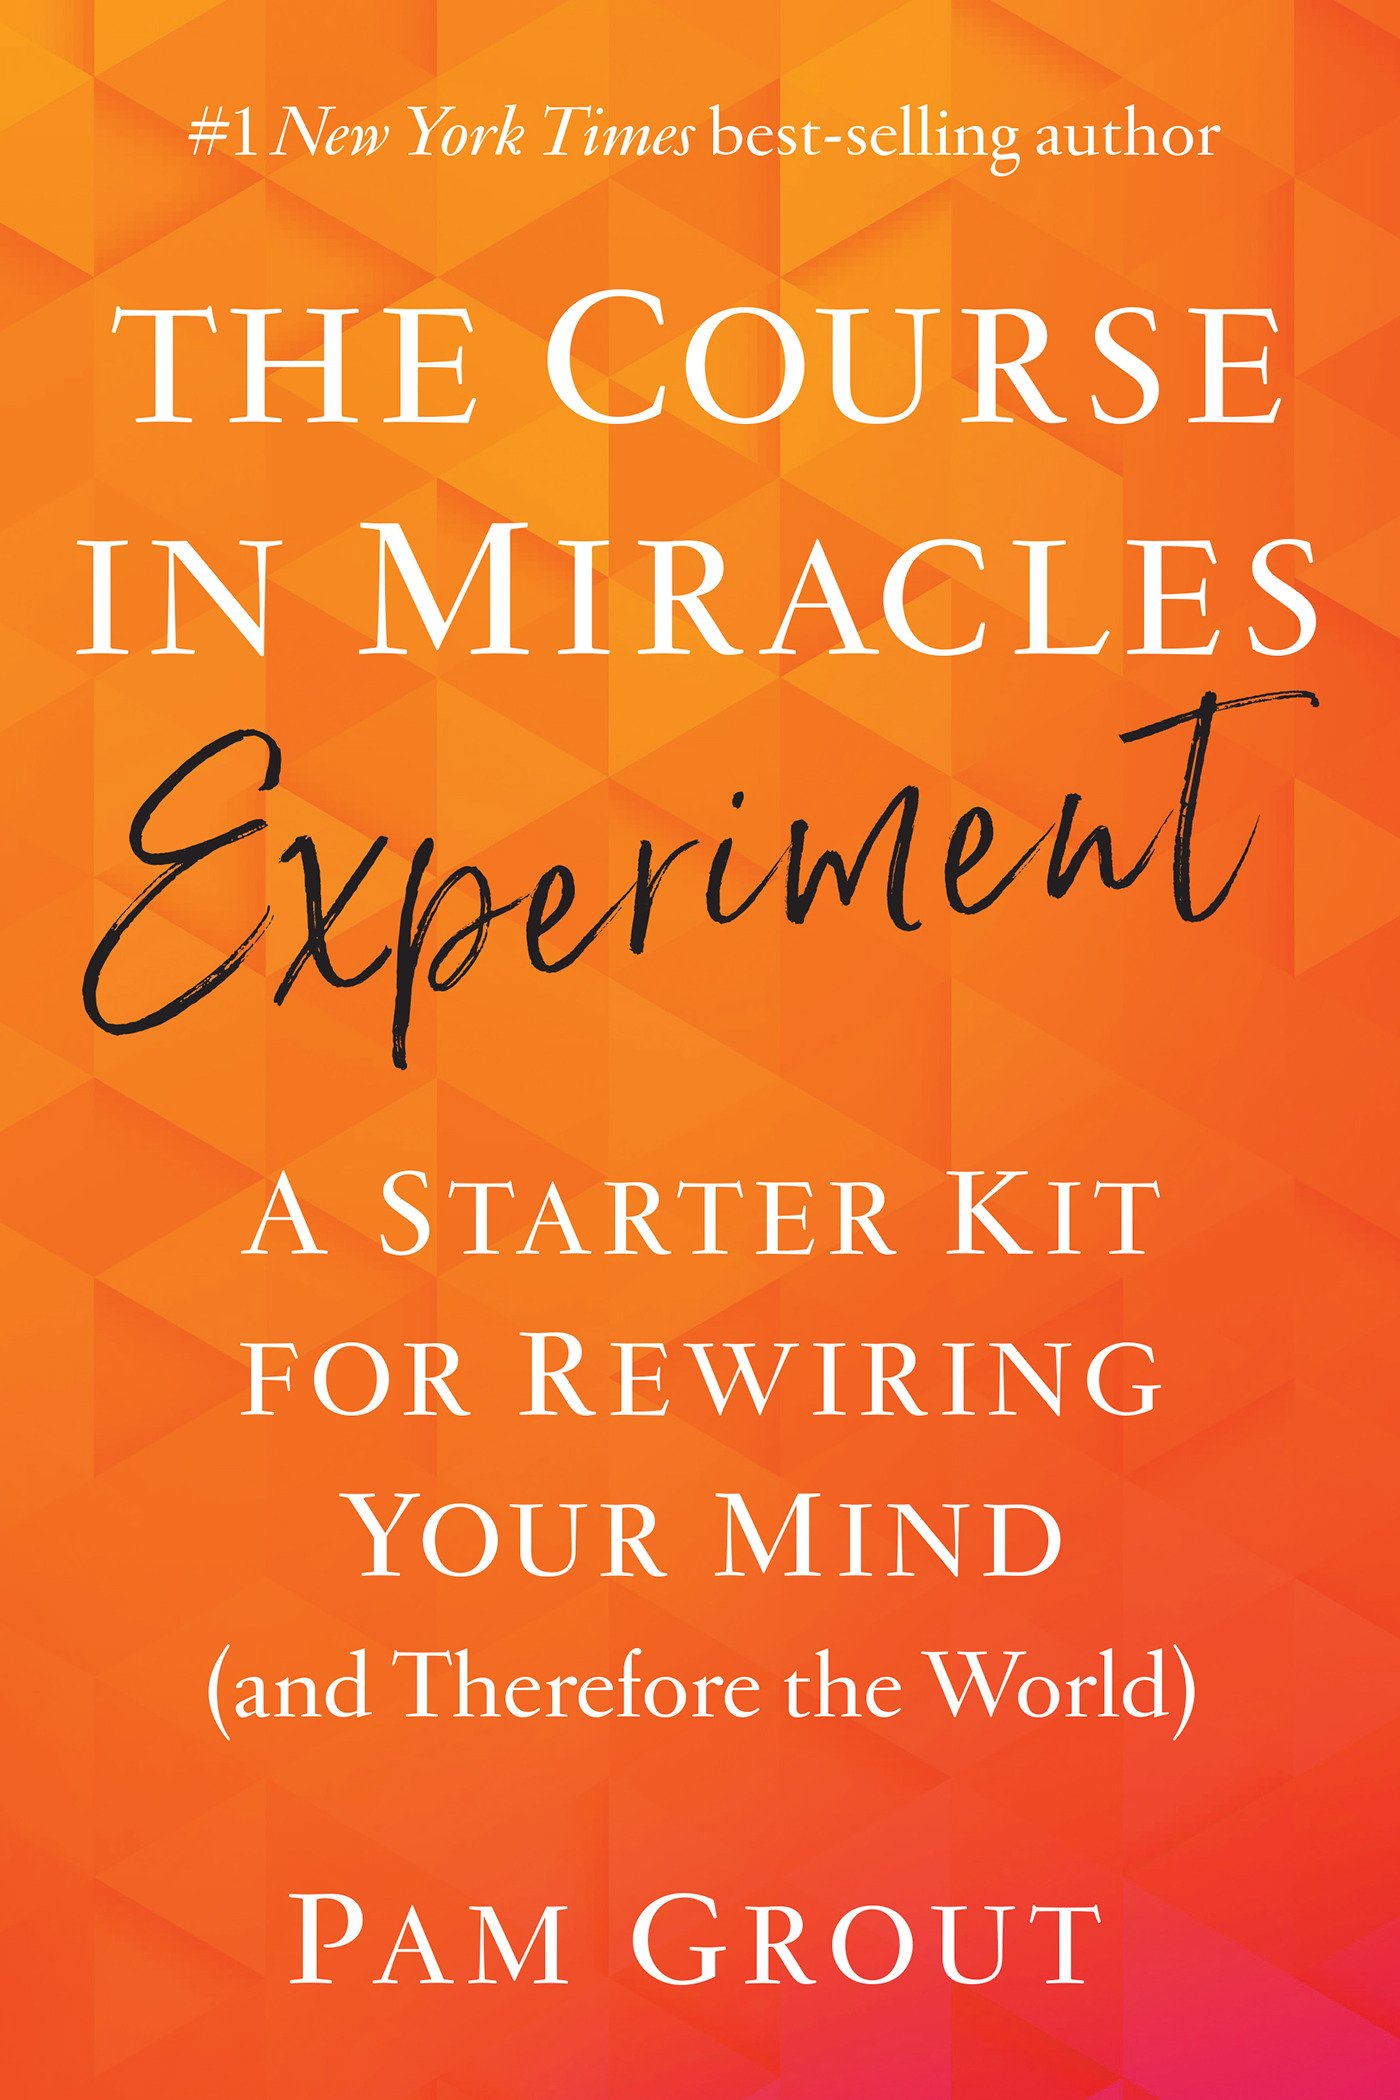 #1 New York Times best-selling author
THE COURSE
IN MIRACLES
Experiment
A STARTER KIT
FOR REWIRING
YOUR MIND
(and Therefore the World)
PAM GROUT